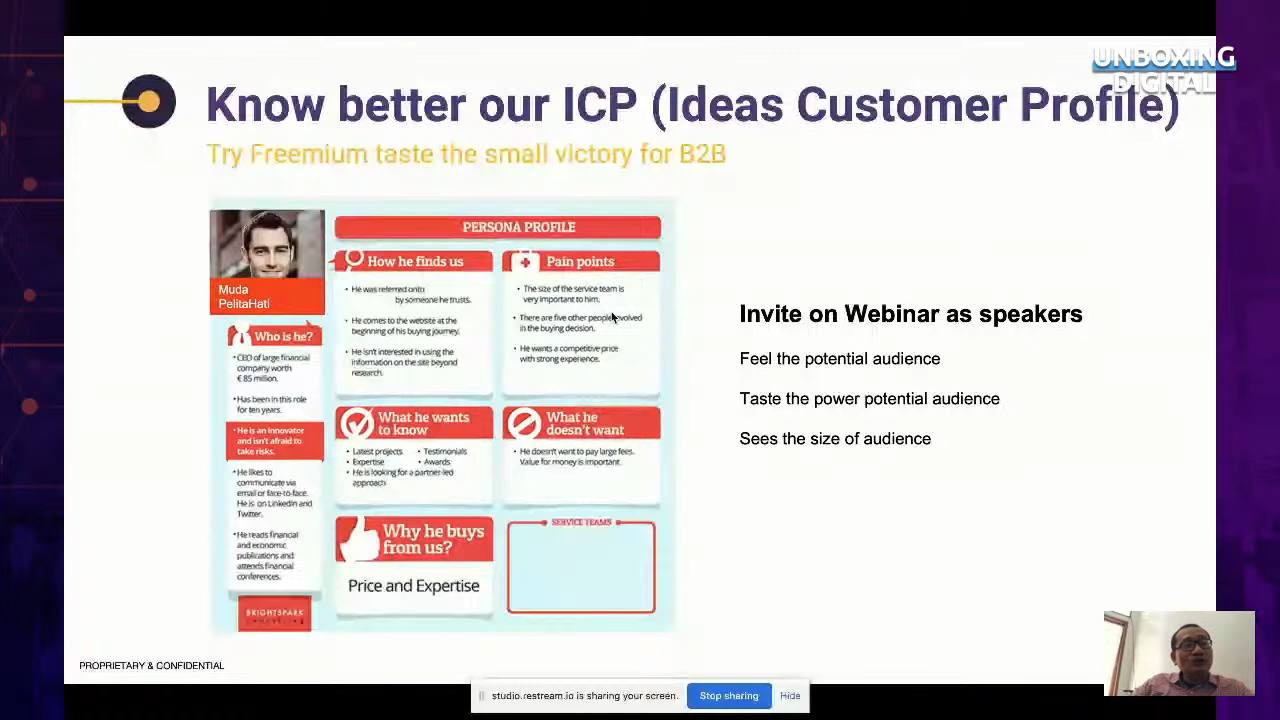 UNBOXING
DIGITAL
Know better our ICP (Ideas Customer Profile)
Try Freemium taste the small victory for B2B
Muda
PelitaHati
Who is he?
•CEO of large financial
company worth
€ 85 million.
•Has been in this role
for ten years.
•He is an innovator
and isn't afraid to
take risks.
•He likes to
communicate via
email or face-to-face.
He is on Linkedin and
Twitter.
•He reads financial
and economic
publications and
attends financial
conferences.
BRIGHTSPARK
PERSONA PROFILE
How he finds us
• He was referred onto
by someone he trusts.
• He comes to the website at the
beginning of his buying journey.
• He isn't interested in using the
information on the site beyond
research.
Pain points
• The size of the service team is
very important to him.
• There are five other people involved
in the buying decision.
• He wants a competitive price
with strong experience.
What he wants
to know
• Latest projects • Testimonials
• Expertise • Awards
• He is looking for a partner-led
approach
What he
doesn't want
• He doesn't want to pay large fees.
Value for money is important.
Why he buys
from us?
Price and Expertise
SERVICE TEAMS
Invite on Webinar as speakers
Feel the potential audience
Taste the power potential audience
Sees the size of audience
PROPRIETARY & CONFIDENTIAL
studio.restream.io is sharing your screen.
Stop sharing
Hide